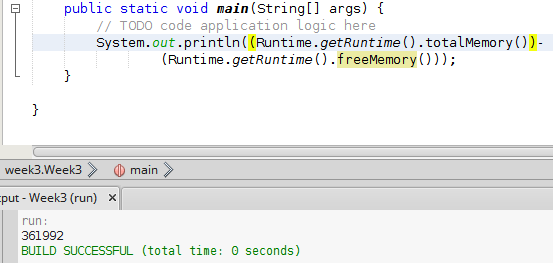 public static void main(String[] args) {
// TODO code application logic here
System.out.println((Runtime.getRuntime().totalMemory())-
(Runtime.getRuntime().freeMemory()));
}
}
week3.Week3 main
tput - Week3 (run) ×
run:
361992
BUILD SUCCESSFUL (total time: 0 seconds)